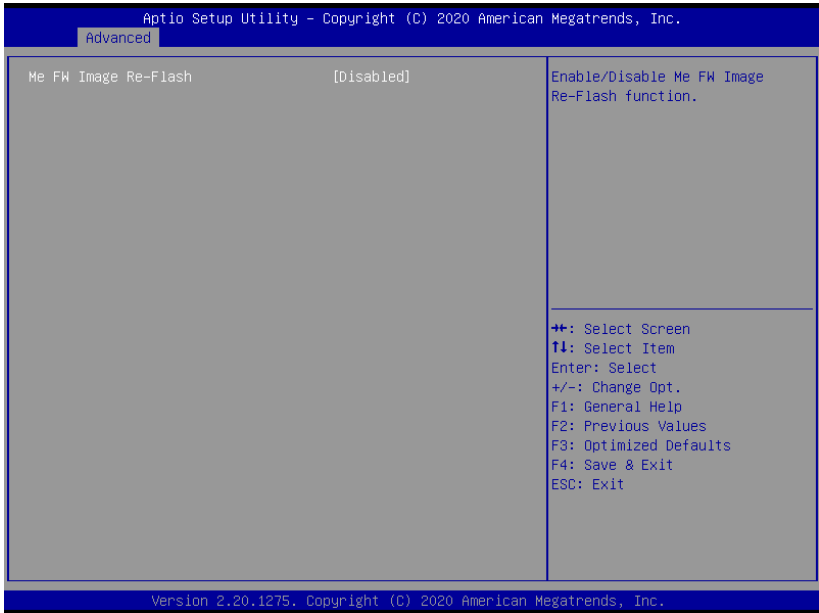 Aptio Setup Utility – Copyright (C) 2020 American Megatrends, Inc.
Advanced
Me FW Image Re-Flash [Disabled]
Enable/Disable Me FW Image
Re-Flash function.
→←: Select Screen
↑↓: Select Item
Enter: Select
+/-: Change Opt.
F1: General Help
F2: Previous Values
F3: Optimized Defaults
F4: Save & Exit
ESC: Exit
Version 2.20.1275. Copyright (C) 2020 American Megatrends, Inc.